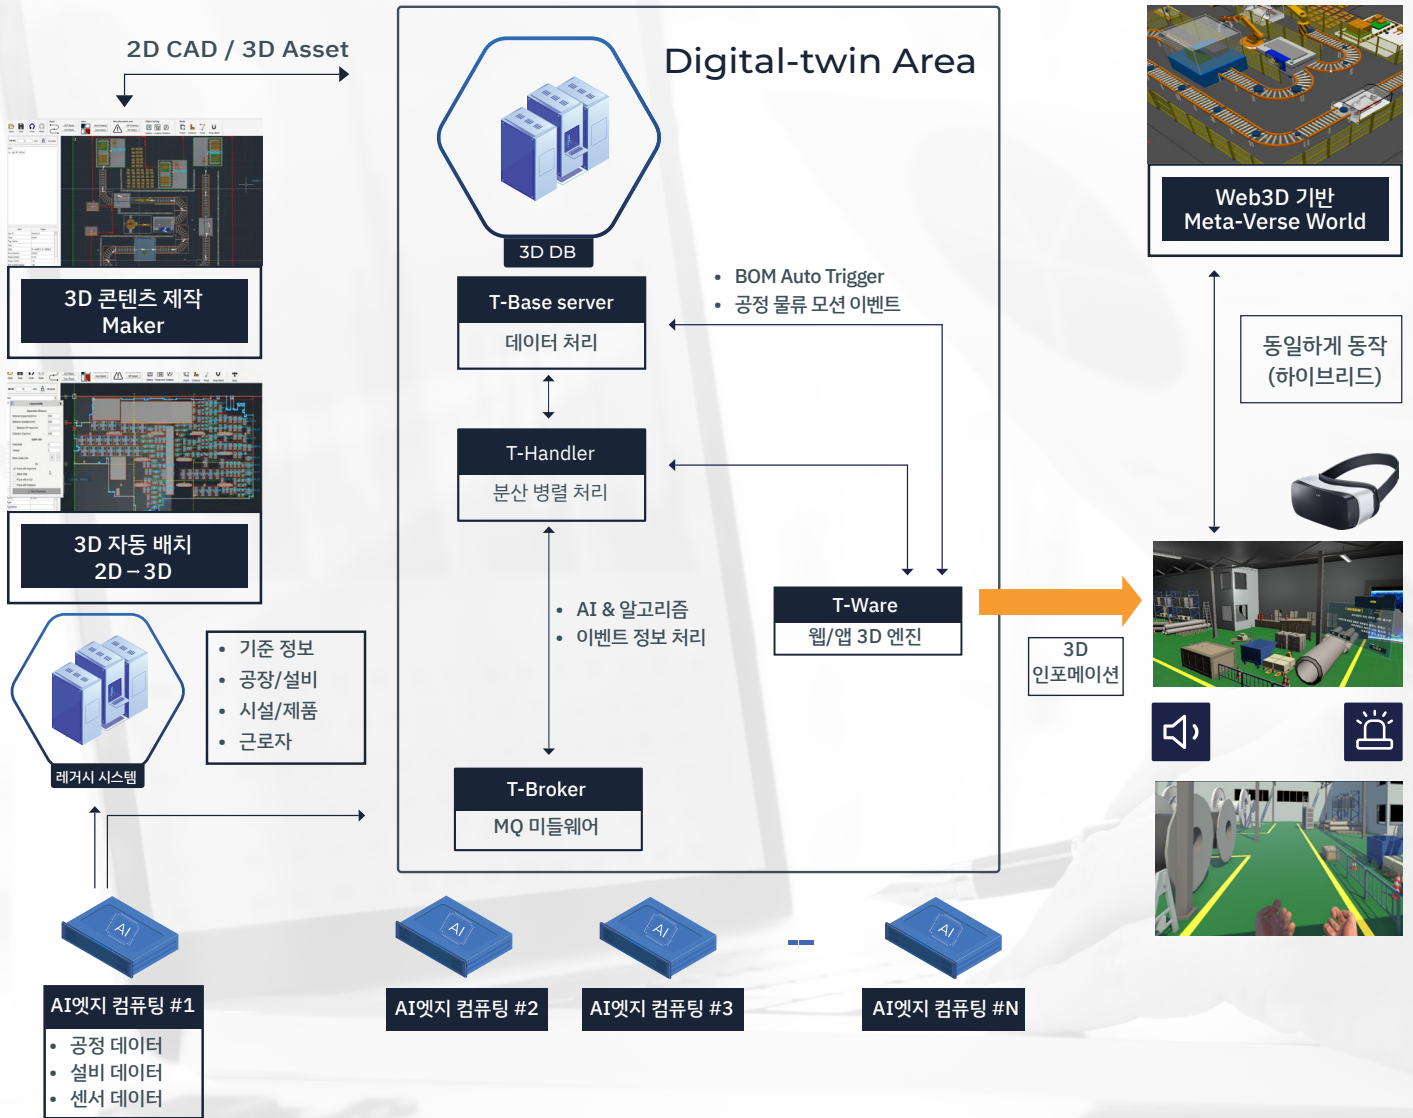 2D CAD / 3D Asset
3D 콘텐츠 제작
Maker
3D 자동 배치
2D→3D
레거시 시스템
• 기준 정보
• 공장/설비
• 시설/제품
• 근로자
AI엣지 컴퓨팅 #1
• 공정 데이터
• 설비 데이터
• 센서 데이터
Digital-twin Area
3D DB
T-Base server
데이터 처리
• BOM Auto Trigger
• 공정 물류 모션 이벤트
T-Handler
분산 병렬 처리
• AI & 알고리즘
• 이벤트 정보 처리
T-Ware
웹/앱 3D 엔진
T-Broker
MQ 미들웨어
AI
AI
AI
AI
AI엣지 컴퓨팅 #2
AI엣지 컴퓨팅 #3
AI엣지 컴퓨팅 #N
Web3D 기반
Meta-Verse World
동일하게 동작
(하이브리드)
3D
인포메이션